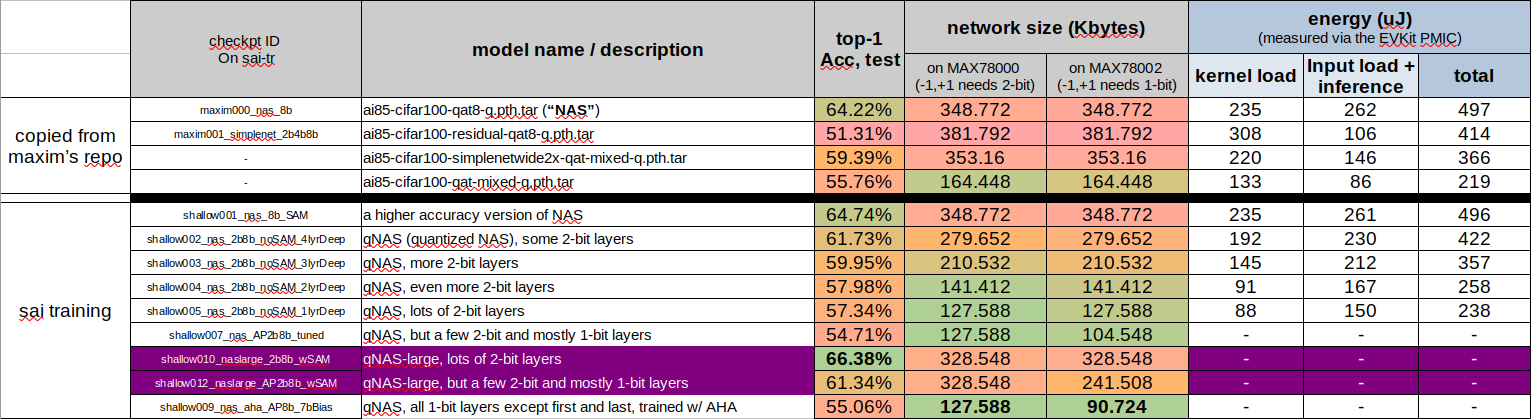 checkpt ID
On sai-tr
model name / description
top-1
Acc, test
network size (Kbytes)
energy (uJ)
(measured via the EVKit PMIC)
on MAX78000
(-1,+1 needs 2-bit)
on MAX78002
(-1,+1 needs 1-bit)
kernel load
Input load +
inference
total
copied from
maxim's repo
maxim000_nas_8b ai85-cifar100-qat8-q.pth.tar (“NAS”) 64.22% 348.772 348.772 235 262 497
maxim001_simplenet_2b4b8b ai85-cifar100-residual-qat8-q.pth.tar 51.31% 381.792 381.792 308 106 414
- ai85-cifar100-simplenetwide2x-qat-mixed-q.pth.tar 59.39% 353.16 353.16 220 146 366
- ai85-cifar100-qat-mixed-q.pth.tar 55.76% 164.448 164.448 133 86 219
sai training
shallow001_nas_8b_SAM a higher accuracy version of NAS 64.74% 348.772 348.772 235 261 496
shallow002_nas_2b8b_noSAM_4lyrDeep qNAS (quantized NAS), some 2-bit layers 61.73% 279.652 279.652 192 230 422
shallow003_nas_2b8b_noSAM_3lyrDeep qNAS, more 2-bit layers 59.95% 210.532 210.532 145 212 357
shallow004_nas_2b8b_noSAM_2lyrDeep qNAS, even more 2-bit layers 57.98% 141.412 141.412 91 167 258
shallow005_nas_2b8b_noSAM_1lyrDeep qNAS, lots of 2-bit layers 57.34% 127.588 127.588 88 150 238
shallow007_nas_AP2b8b_tuned qNAS, but a few 2-bit and mostly 1-bit layers 54.71% 127.588 104.548 - - -
shallow010_naslarge_2b8b_wSAM qNAS-large, lots of 2-bit layers 66.38% 328.548 328.548 - - -
shallow012_naslarge_AP2b8b_wSAM qNAS-large, but a few 2-bit and mostly 1-bit layers 61.34% 328.548 241.508 - - -
shallow009_nas_aha_AP8b_7bBias qNAS, all 1-bit layers except first and last, trained w/ AHA 55.06% 127.588 90.724 - - -